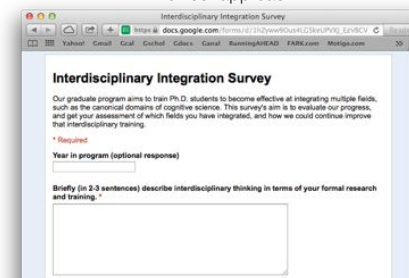 Interdisciplinary Integration Survey
https docs.google.com
Reader
Yahoo! Gmail Gcal Gschol Gdocs Ganal RunningAHEAD FARK.com Motigo.com
Interdisciplinary Integration Survey
Our graduate program aims to train Ph.D. students to become effective at integrating multiple fields,
such as the canonical domains of cognitive science. This survey's aim is to evaluate our progress,
and get your assessment of which fields you have integrated, and how we could continue improve
that interdisciplinary training.
* Required
Year in program (optional response)
Briefly (in 2-3 sentences) describe interdisciplinary thinking in terms of your formal research
and training. *